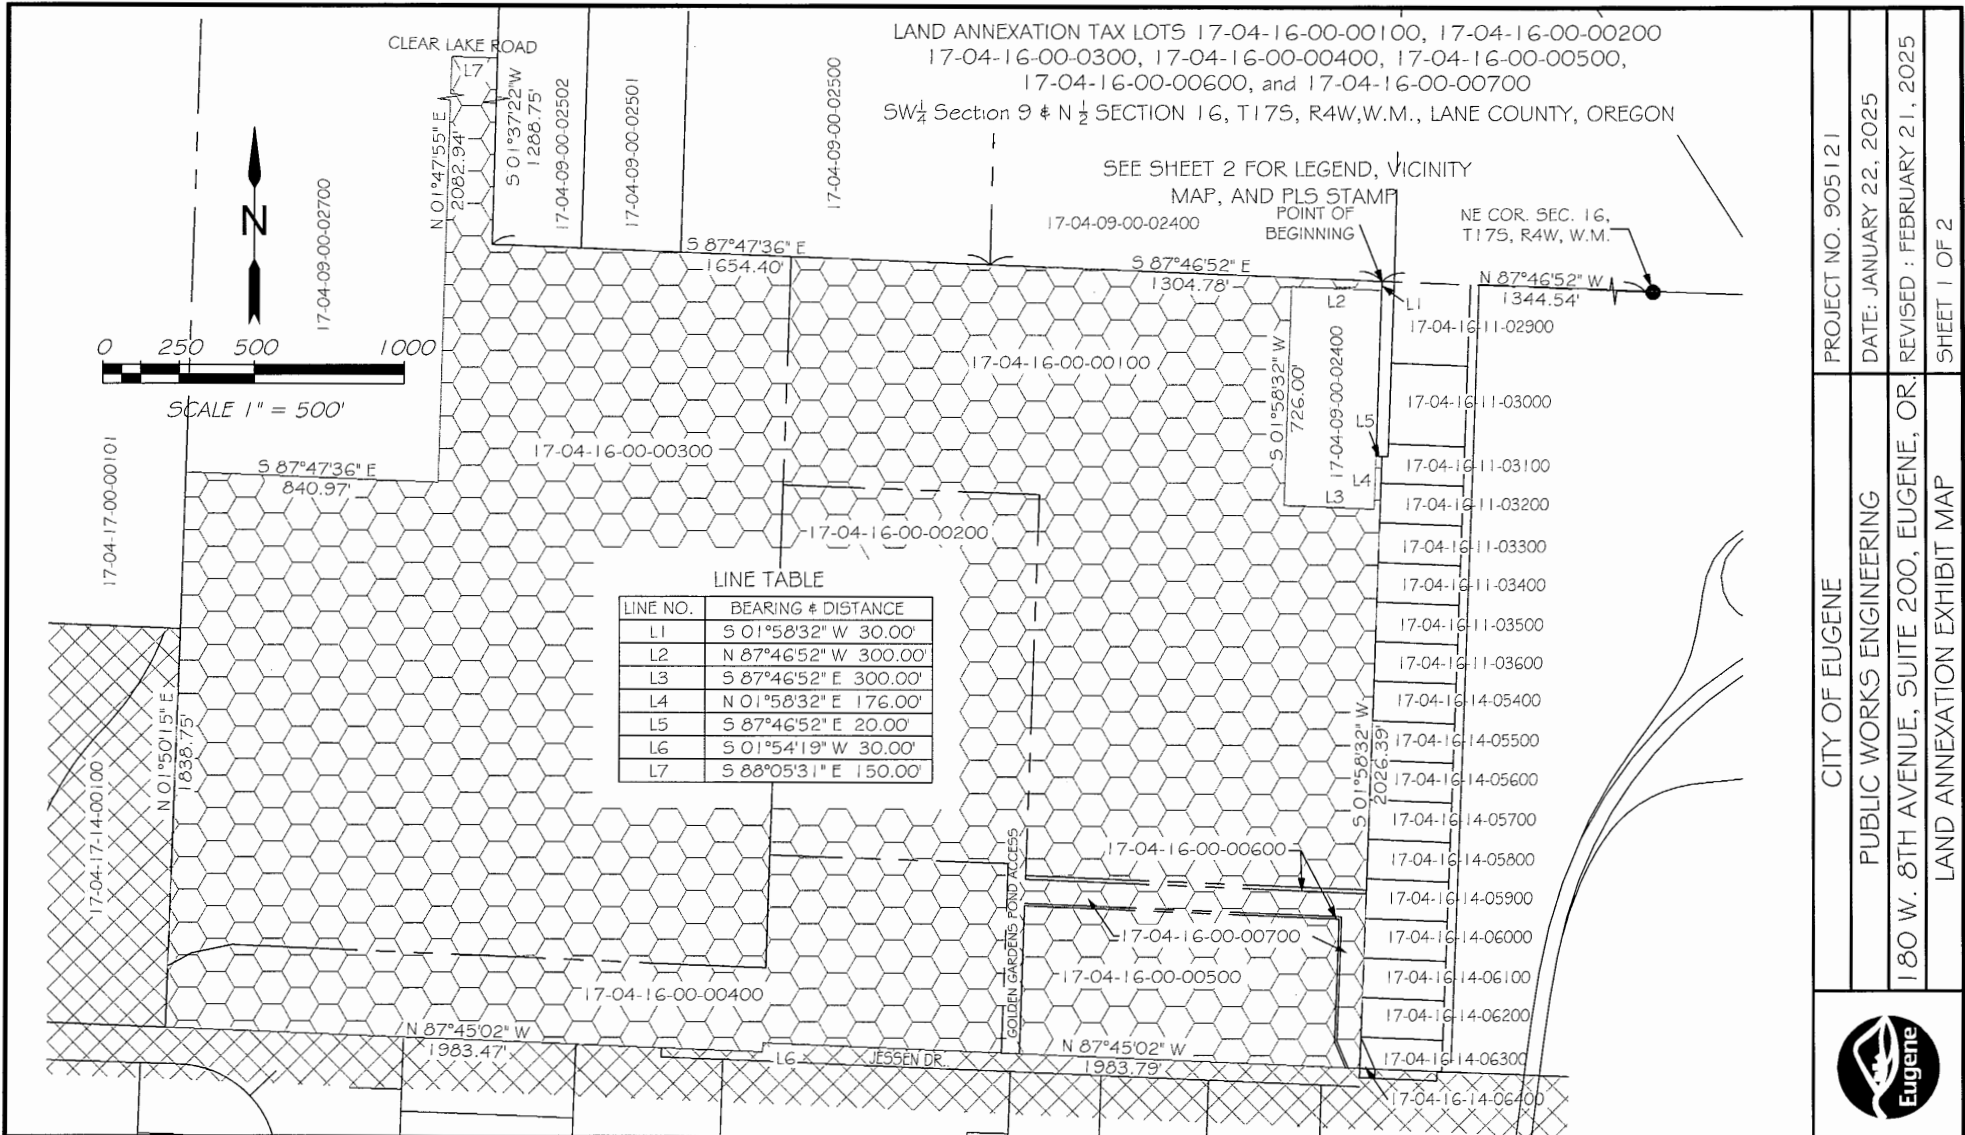 LAND ANNEXATION TAX LOTS 17-04-16-00-00100, 17-04-16-00-00200
17-04-16-00-0300, 17-04-16-00-00400, 17-04-16-00-00500,
17-04-16-00-00600, and 17-04-16-00-00700
SW¼ Section 9 & N ½ SECTION 16, T17S, R4W,W.M., LANE COUNTY, OREGON
SEE SHEET 2 FOR LEGEND, VICINITY
MAP, AND PLS STAMP
CLEAR LAKE ROAD
L7
N 01°47'55" E
2082.94'
S 01°37'22"W
1288.75'
17-04-09-00-02502
17-04-09-00-02501
17-04-09-00-02500
17-04-09-00-02700
N
0 250 500 1000
SCALE 1" = 500'
17-04-09-00-02400
POINT OF
BEGINNING
NE COR. SEC. 16,
T17S, R4W, W.M.
S 87°47'36" E
1654.40'
S 87°46'52" E
1304.78'
N 87°46'52" W
1344.54'
L2
L1
S 01°58'32" W
726.00'
17-04-09-00-02400
L5
L4
L3
17-04-16-00-00100
17-04-16-00-00300
17-04-16-00-00200
S 87°47'36" E
840.97'
17-04-17-00-00101
17-04-17-14-00100
N 01°50'15" E
1838.75'
LINE TABLE
LINE NO. BEARING & DISTANCE
L1 S 01°58'32" W 30.00'
L2 N 87°46'52" W 300.00'
L3 S 87°46'52" E 300.00'
L4 N 01°58'32" E 176.00'
L5 S 87°46'52" E 20.00'
L6 S 01°54'19" W 30.00'
L7 S 88°05'31" E 150.00'
17-04-16-11-02900
17-04-16-11-03000
17-04-16-11-03100
17-04-16-11-03200
17-04-16-11-03300
17-04-16-11-03400
17-04-16-11-03500
17-04-16-11-03600
17-04-16-14-05400
17-04-16-14-05500
17-04-16-14-05600
17-04-16-14-05700
17-04-16-14-05800
17-04-16-14-05900
17-04-16-14-06000
17-04-16-14-06100
17-04-16-14-06200
17-04-16-14-06300
17-04-16-14-06400
S 01°58'32" W
2026.39'
17-04-16-00-00600
17-04-16-00-00700
17-04-16-00-00500
17-04-16-00-00400
GOLDEN GARDENS POND ACCESS
N 87°45'02" W
1983.47'
L6
JESSEN DR.
N 87°45'02" W
1983.79'
PROJECT NO. 905121
DATE: JANUARY 22, 2025
REVISED : FEBRUARY 21, 2025
SHEET 1 OF 2
CITY OF EUGENE
PUBLIC WORKS ENGINEERING
180 W. 8TH AVENUE, SUITE 200, EUGENE, OR.
LAND ANNEXATION EXHIBIT MAP
Eugene